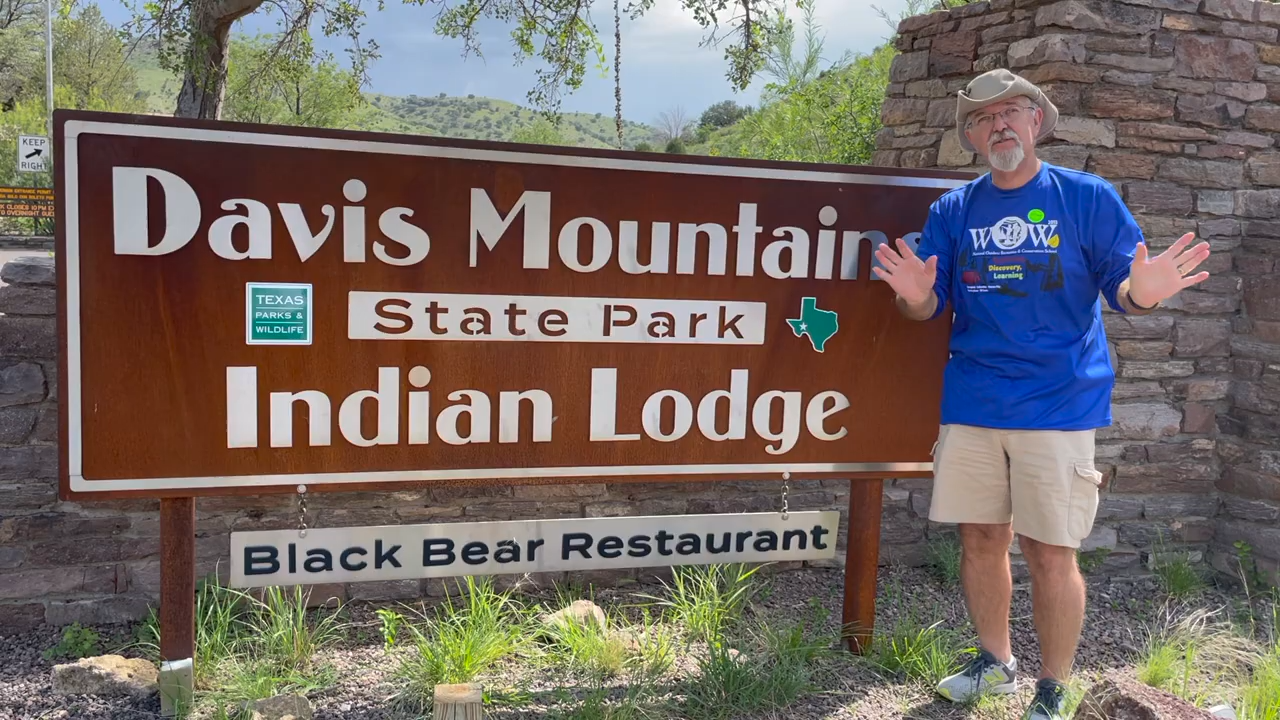 KEEP
RIGHT
Davis Mountains
TEXAS
PARKS &
WILDLIFE
State Park
Indian Lodge
Black Bear Restaurant
WOW
Discovery,
Learning